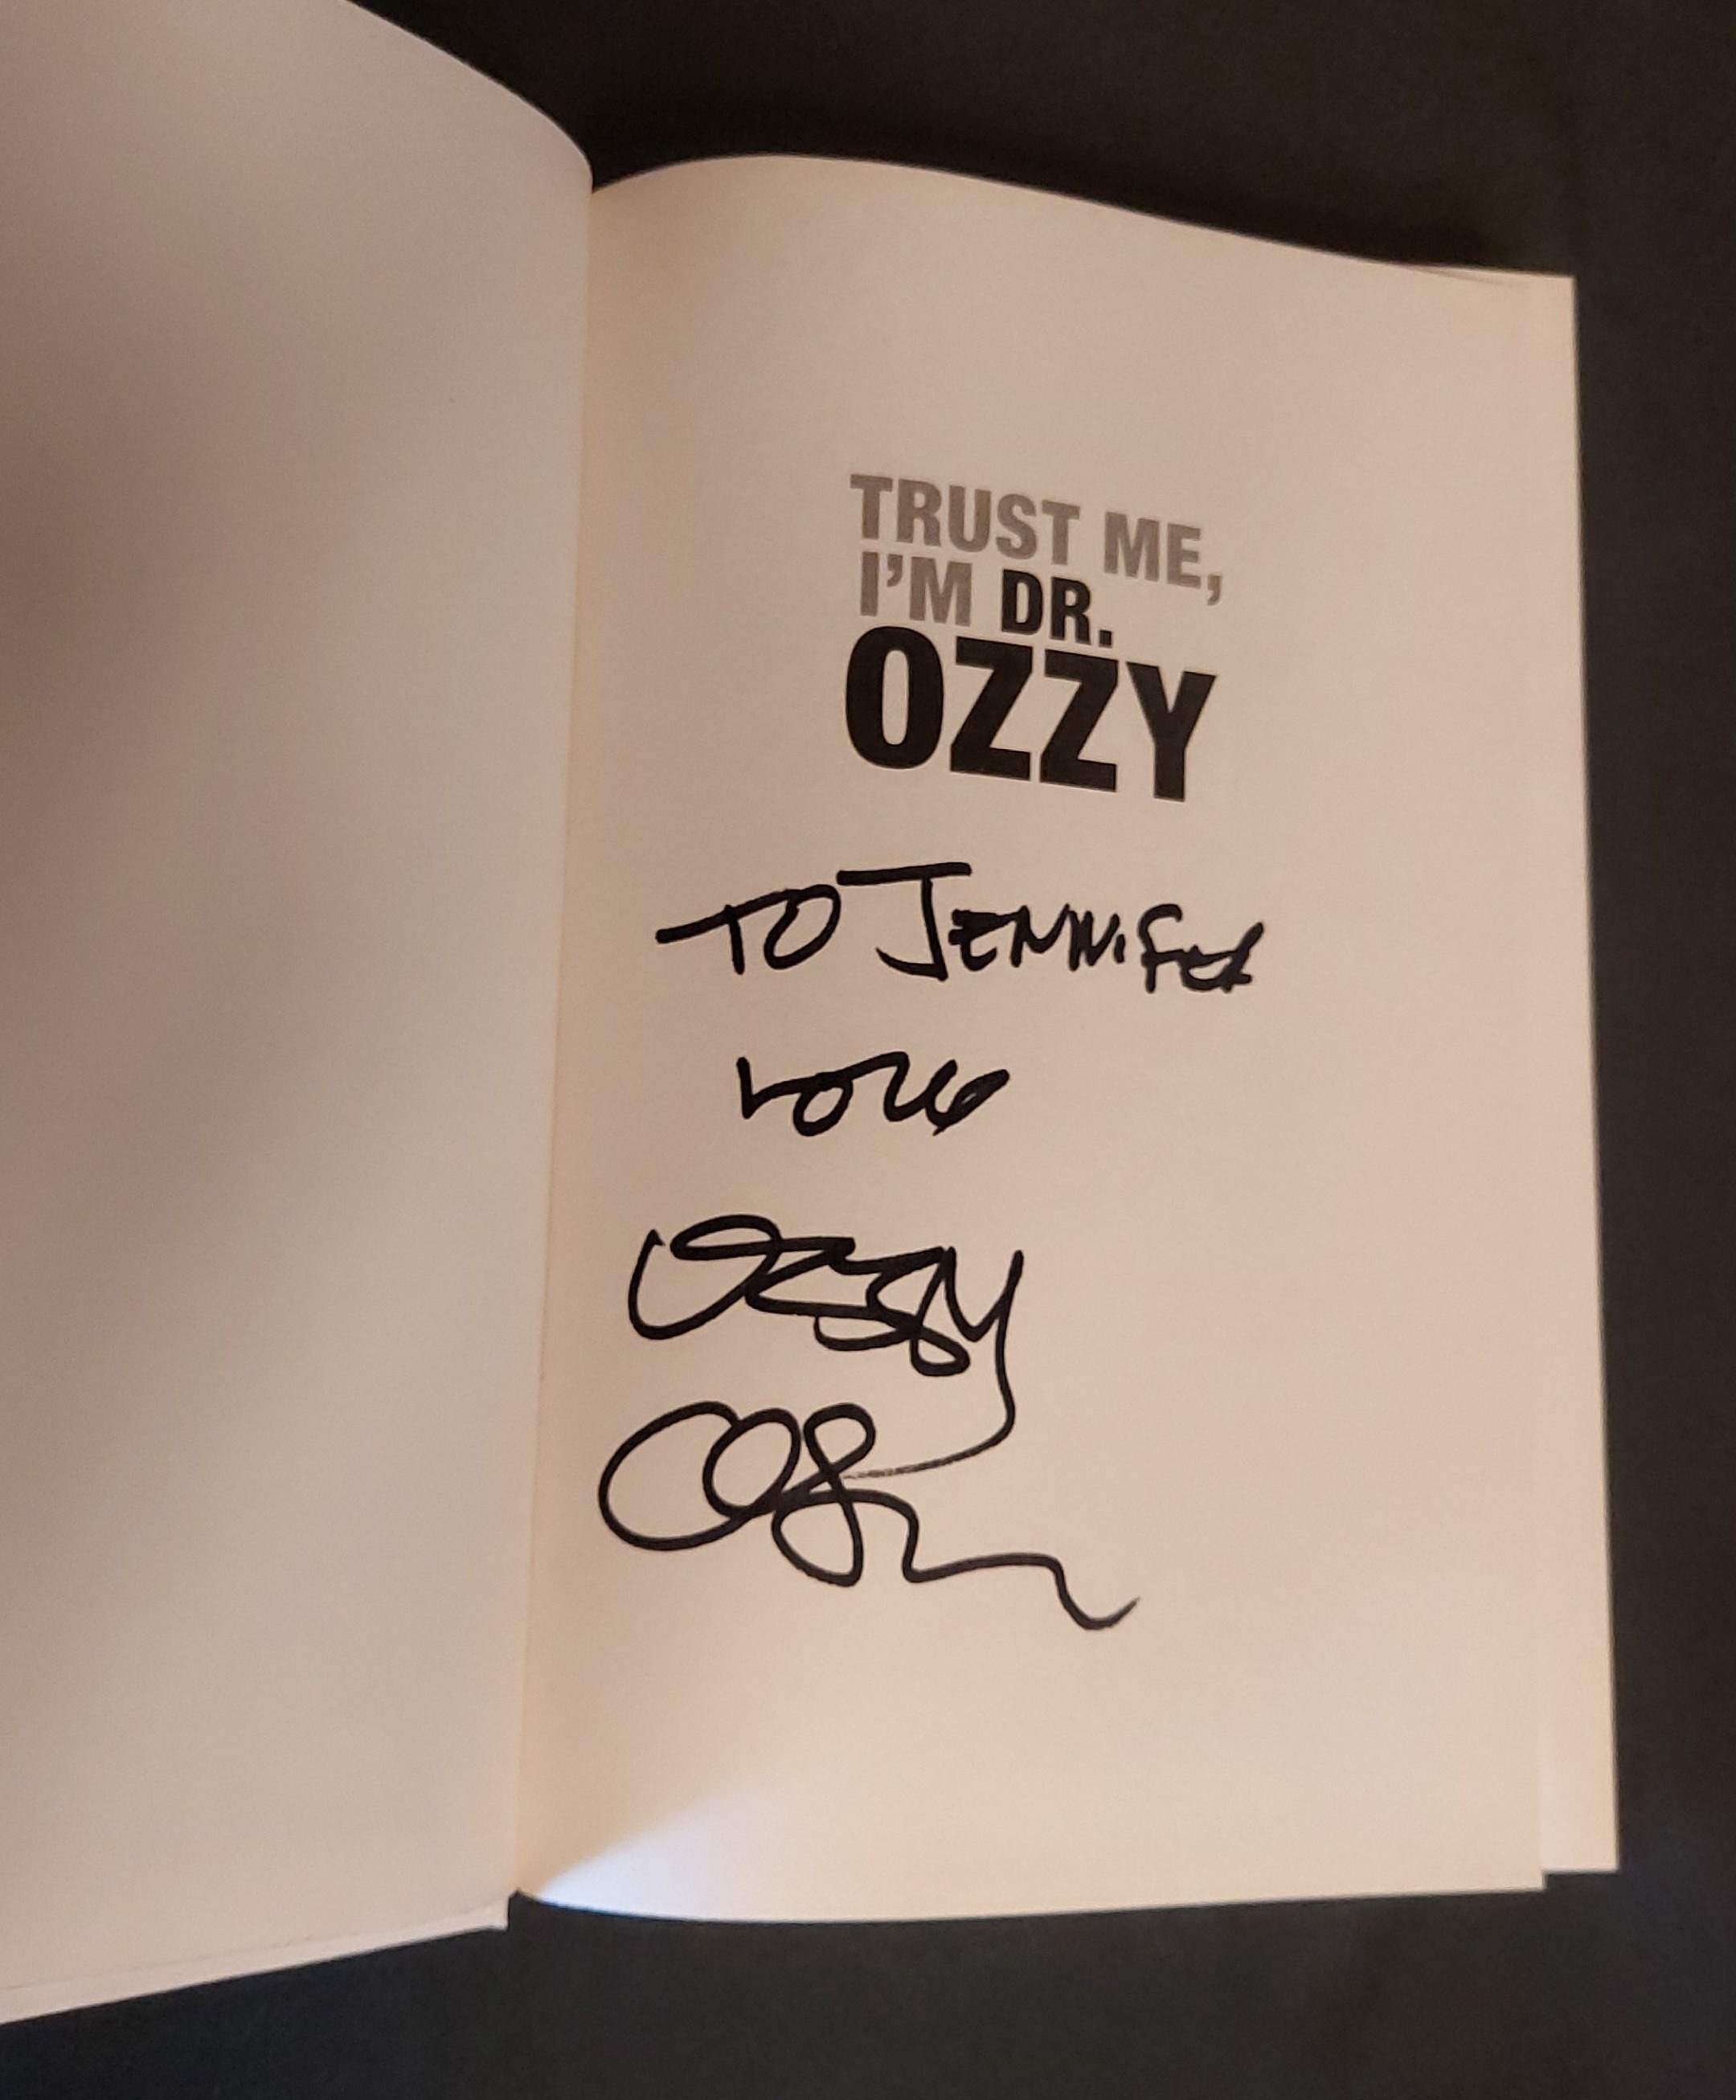 TRUST ME,
I'M DR.
OZZY
TO JENNIFER
LOVE
OZZY